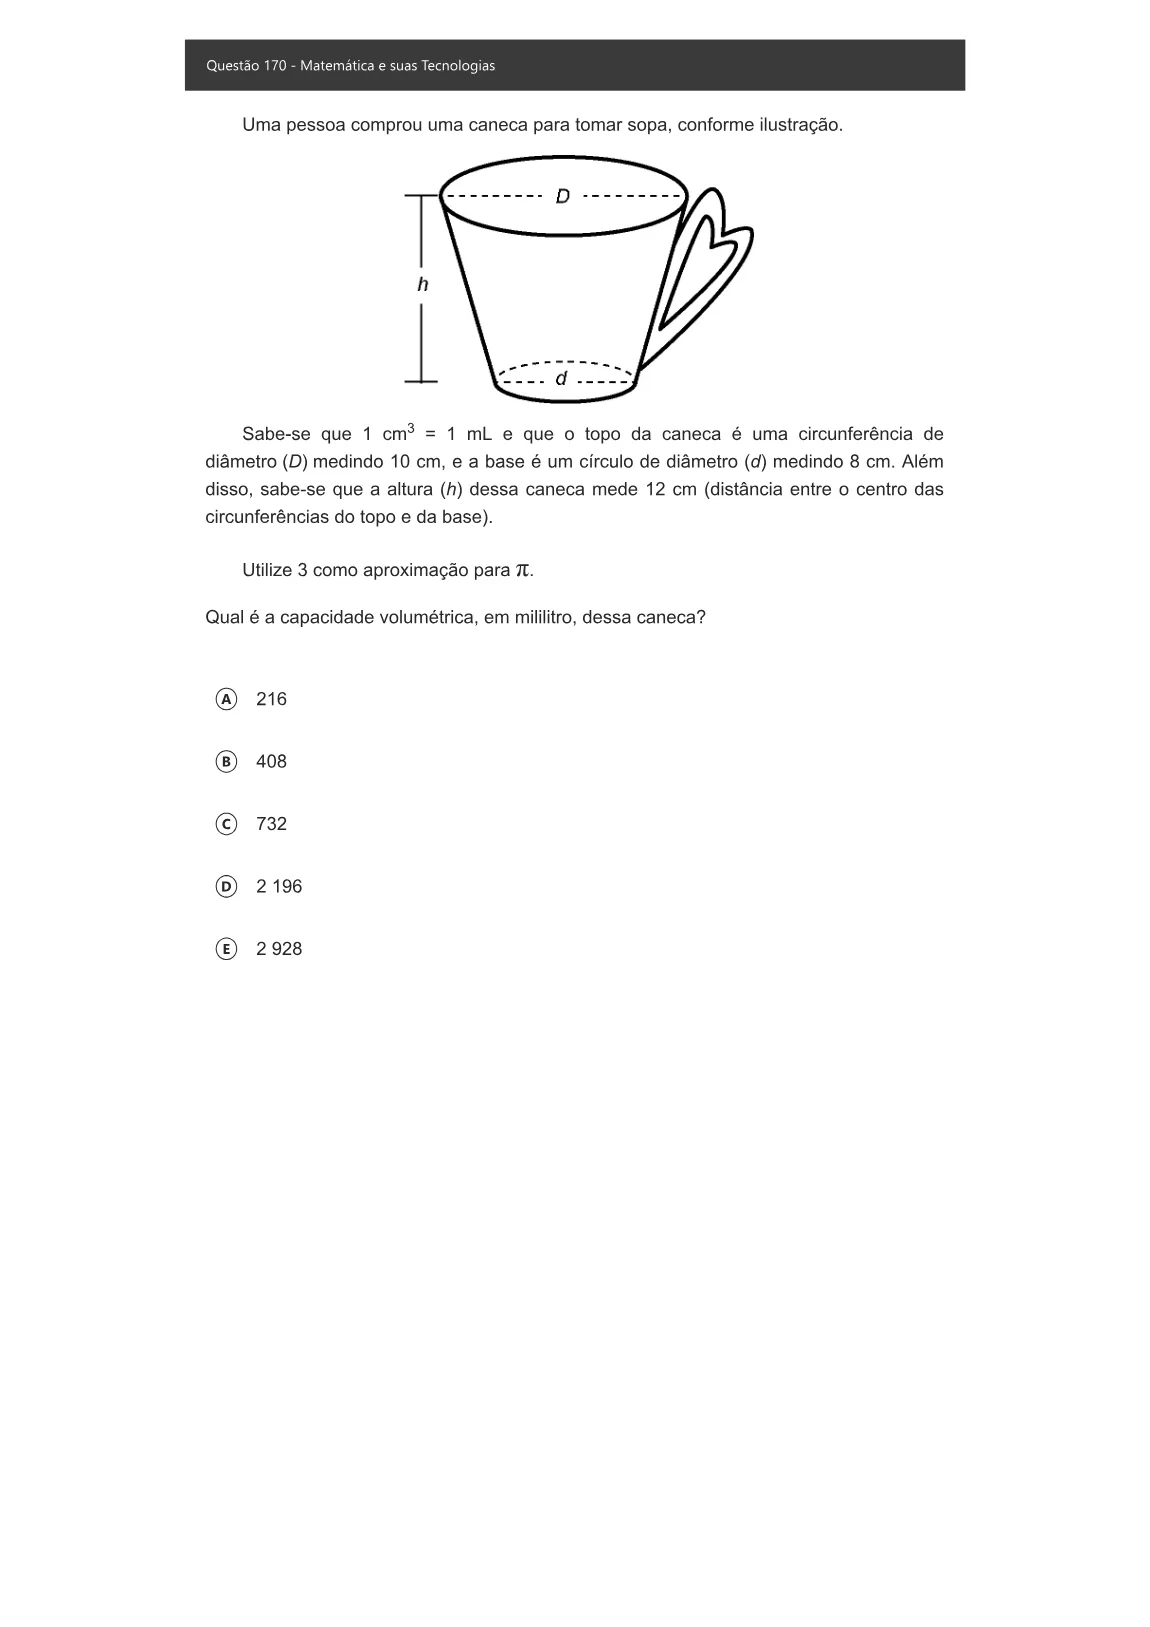 Questão 170 - Matemática e suas Tecnologias
Uma pessoa comprou uma caneca para tomar sopa, conforme ilustração.
D
h
d
Sabe-se que 1 cm³ = 1 mL e que o topo da caneca é uma circunferência de
diâmetro (D) medindo 10 cm, e a base é um círculo de diâmetro (d) medindo 8 cm. Além
disso, sabe-se que a altura (h) dessa caneca mede 12 cm (distância entre o centro das
circunferências do topo e da base).
Utilize 3 como aproximação para π.
Qual é a capacidade volumétrica, em mililitro, dessa caneca?
A 216
B 408
C 732
D 2 196
E 2 928